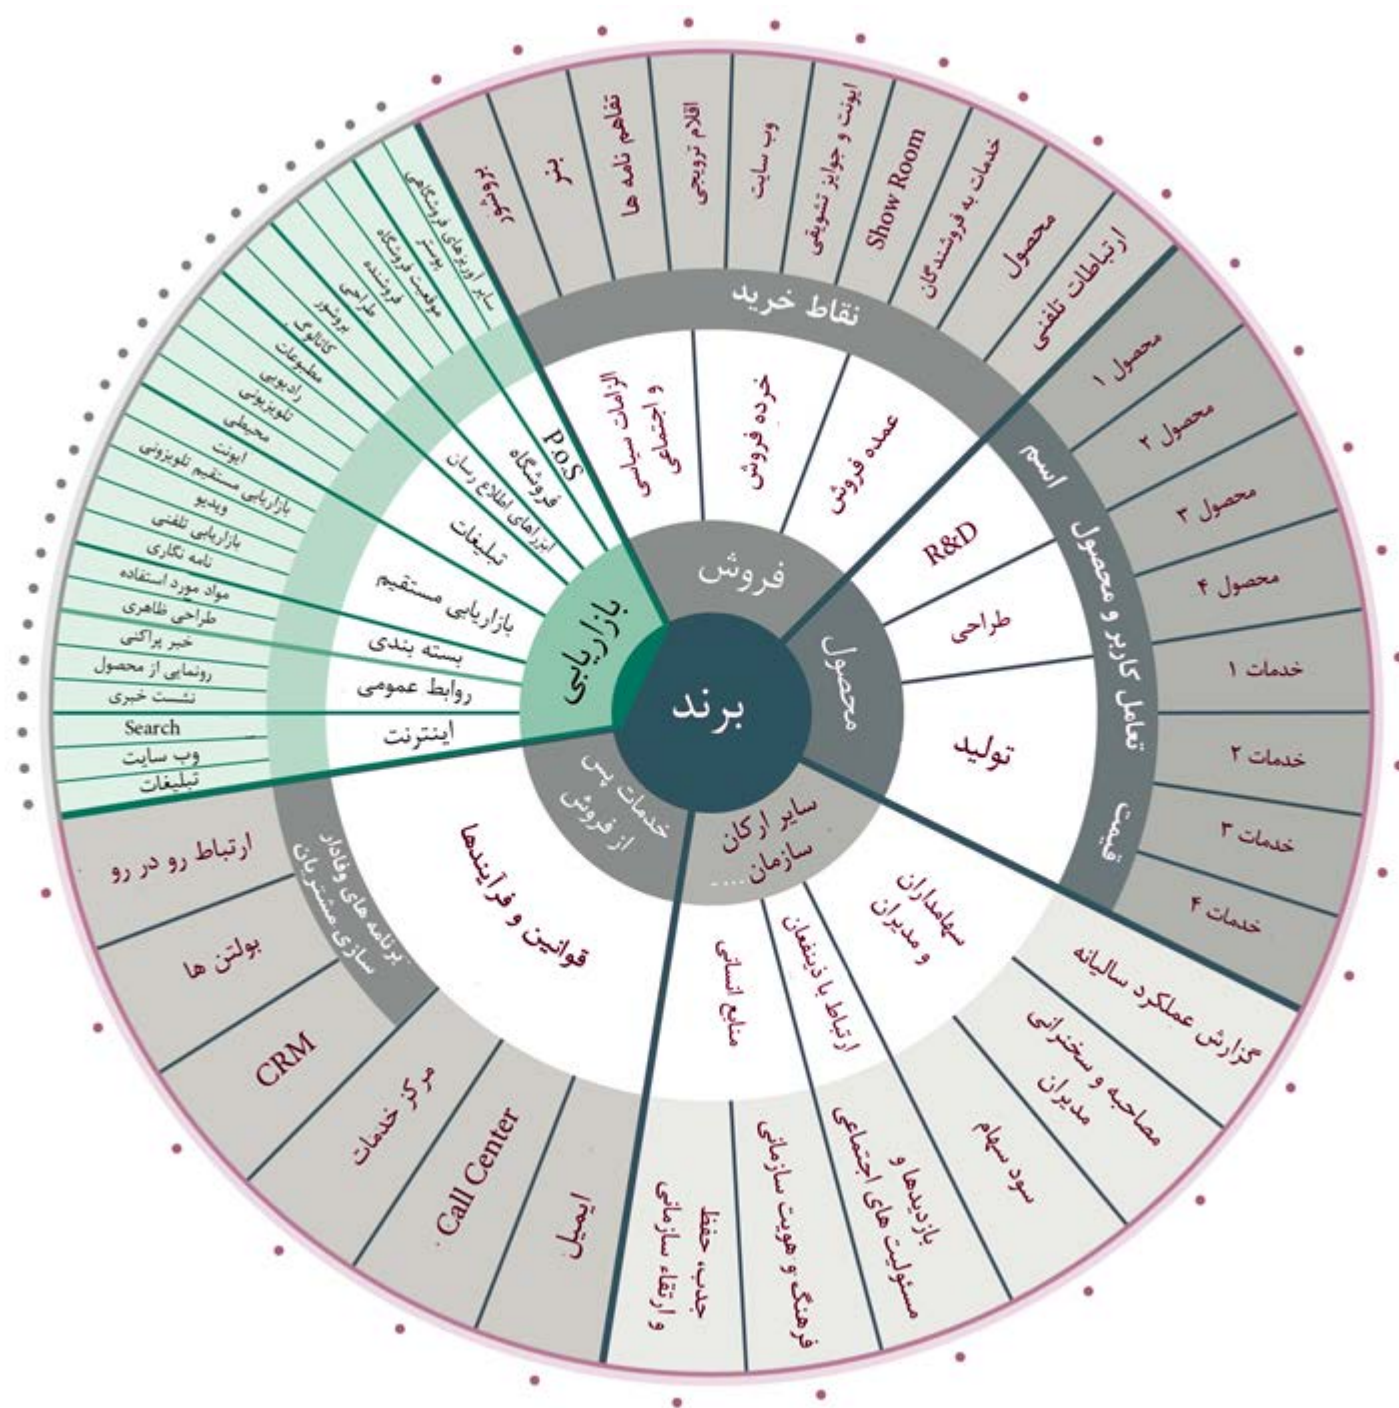 برند
فروش
محصول
سایر ارکان
سازمان...
خدمات پس
از فروش
بازاریابی
الزامات سیاسی
و اجتماعی
خرده فروش
عمده فروش
R&D
طراحی
تولید
سهامداران
و مدیران
ارتباط با ذینفعان
منابع انسانی
قوانین و فرآیندها
اینترنت
روابط عمومی
بسته بندی
بازاریابی مستقیم
تبلیغات
ابزارهای اطلاع رسان
فروشگاه
P.o.S
نقاط خرید
اسم
تعامل کاربر و محصول
قیمت
برنامه های وفادار
سازی مشتریان
بروشور
بنر
تفاهم نامه ها
اقلام ترویجی
وب سایت
ایونت و جوایز تشویقی
Show Room
خدمات به فروشندگان
محصول
ارتباطات تلفنی
محصول ۱
محصول ۲
محصول ۳
محصول ۴
خدمات ۱
خدمات ۲
خدمات ۳
خدمات ۴
گزارش عملکرد سالیانه
مصاحبه و سخنرانی
مدیران
سود سهام
بازدیدها و
مسئولیت های اجتماعی
فرهنگ و هویت سازمانی
جذب، حفظ
و ارتقاء سازمانی
ایمیل
Call Center
مرکز خدمات
CRM
بولتن ها
ارتباط رو در رو
تبلیغات
وب سایت
Search
نشست خبری
رونمایی از محصول
خبر پراکنی
طراحی ظاهری
مواد مورد استفاده
نامه نگاری
بازاریابی تلفنی
ویدیو
بازاریابی مستقیم تلویزونی
ایونت
محیطی
تلویزیونی
رادیویی
مطبوعات
کاتالوگ
بروشور
طراحی
فروشنده
موقعیت فروشگاه
پوستر
سایر آوریزهای فروشگاهی